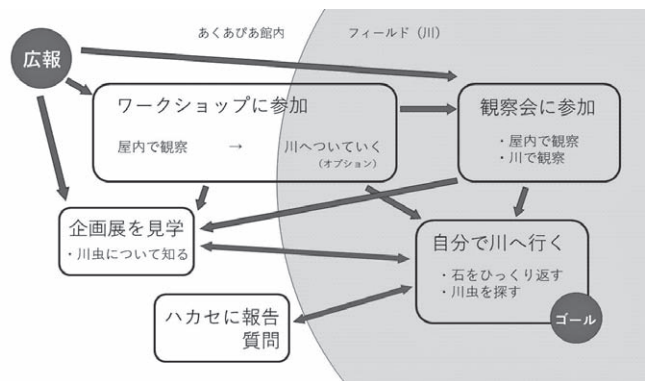 あくあぴあ館内
フィールド（川）
広報
ワークショップに参加
屋内で観察 → 川へついていく
（オプション）
観察会に参加
・屋内で観察
・川で観察
企画展を見学
・川虫について知る
自分で川へ行く
・石をひっくり返す
・川虫を探す
ゴール
ハカセに報告
質問